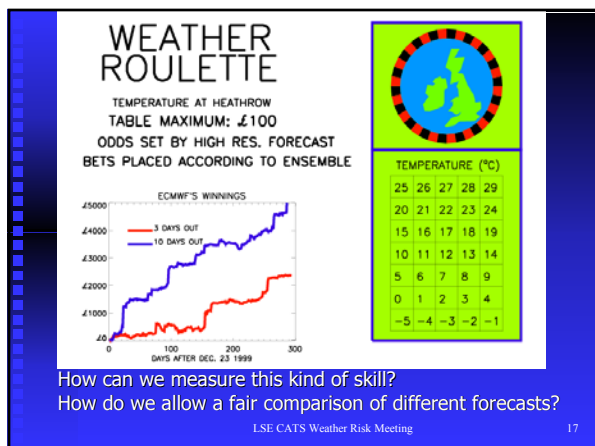 WEATHER
ROULETTE
TEMPERATURE AT HEATHROW
TABLE MAXIMUM: £100
ODDS SET BY HIGH RES. FORECAST
BETS PLACED ACCORDING TO ENSEMBLE
ECMWF'S WINNINGS
£5000
£4000
£3000
£2000
£1000
£0
3 DAYS OUT
10 DAYS OUT
0 100 200 300
DAYS AFTER DEC. 23 1999
TEMPERATURE (°C)
25 26 27 28 29
20 21 22 23 24
15 16 17 18 19
10 11 12 13 14
5 6 7 8 9
0 1 2 3 4
-5 -4 -3 -2 -1
How can we measure this kind of skill?
How do we allow a fair comparison of different forecasts?
LSE CATS Weather Risk Meeting 17